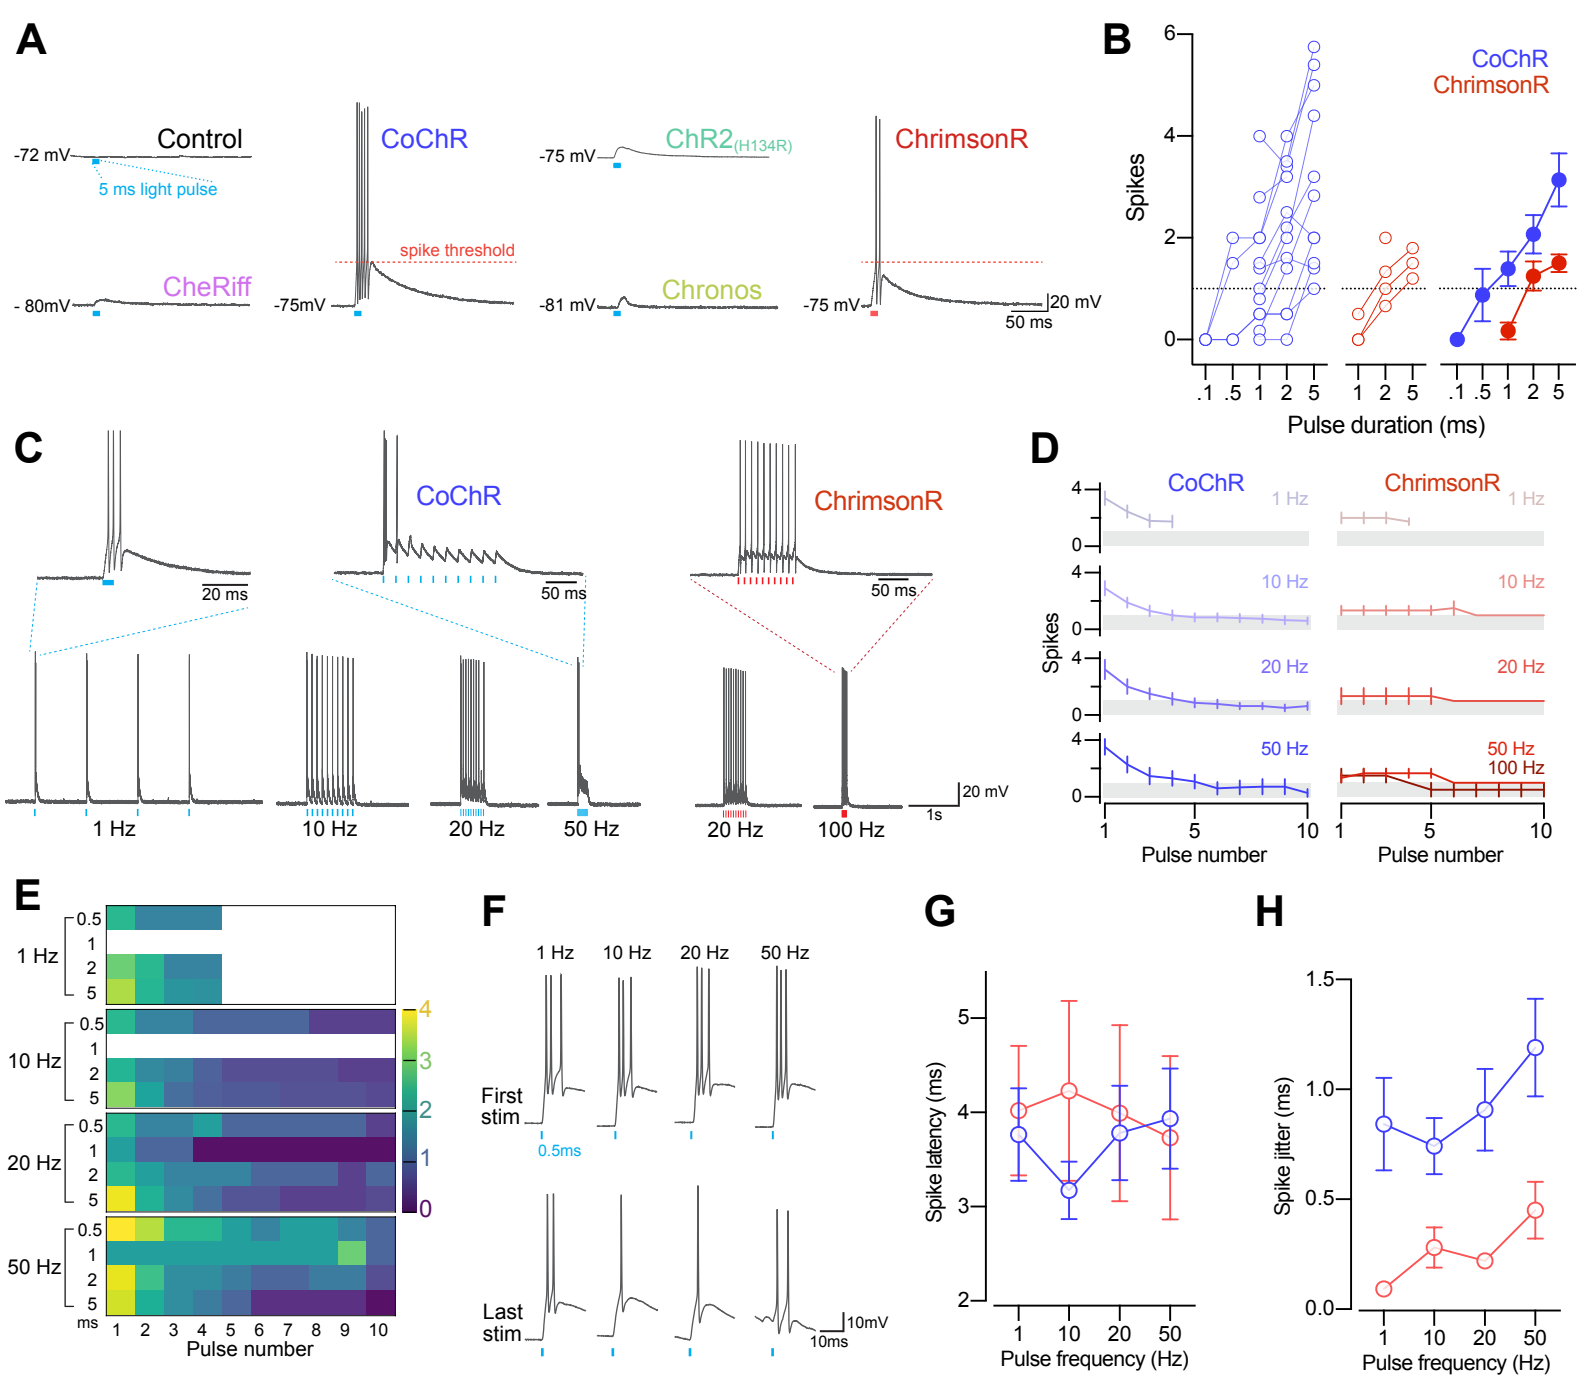 A
Control
-72 mV
5 ms light pulse
CoChR
ChR2(H134R)
-75 mV
ChrimsonR
spike threshold
CheRiff
- 80mV
-75mV
Chronos
-81 mV
-75 mV
20 mV
50 ms
B
CoChR
ChrimsonR
Spikes
6
4
2
0
.1 .5 1 2 5
1 2 5
.1 .5 1 2 5
Pulse duration (ms)
C
CoChR
ChrimsonR
20 ms
50 ms
50 ms
20 mV
1s
1 Hz
10 Hz
20 Hz
50 Hz
20 Hz
100 Hz
D
CoChR
ChrimsonR
Spikes
4
0
1 Hz
1 Hz
4
0
10 Hz
10 Hz
4
0
20 Hz
20 Hz
4
0
50 Hz
50 Hz
100 Hz
1 5 10
1 5 10
Pulse number
Pulse number
E
1 Hz
0.5
1
2
5
10 Hz
0.5
1
2
5
20 Hz
0.5
1
2
5
50 Hz
0.5
1
2
5
ms
1 2 3 4 5 6 7 8 9 10
Pulse number
4
3
2
1
0
F
1 Hz
10 Hz
20 Hz
50 Hz
First
stim
0.5ms
Last
stim
10mV
10ms
G
Spike latency (ms)
5
4
3
2
1 10 20 50
Pulse frequency (Hz)
H
Spike jitter (ms)
1.5
1.0
0.5
0.0
1 10 20 50
Pulse frequency (Hz)